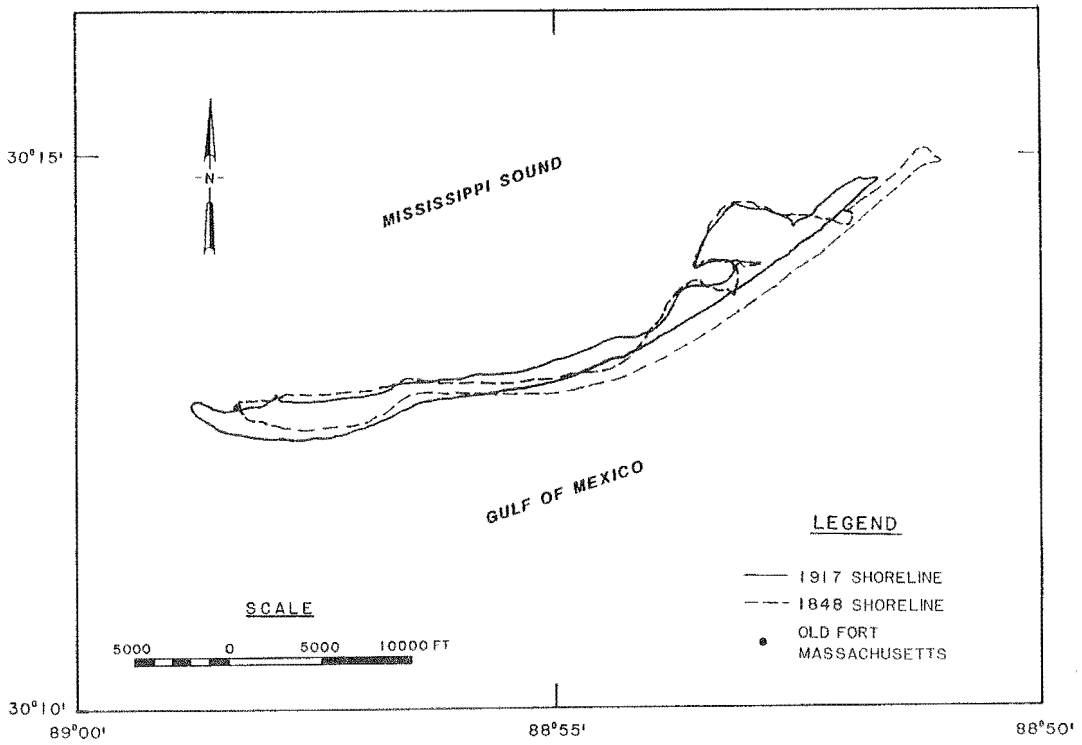 30°15'
N
MISSISSIPPI SOUND
GULF OF MEXICO
LEGEND
1917 SHORELINE
1848 SHORELINE
OLD FORT
MASSACHUSETTS
SCALE
5000 0 5000 10000 FT
30°10'
89°00' 88°55' 88°50'